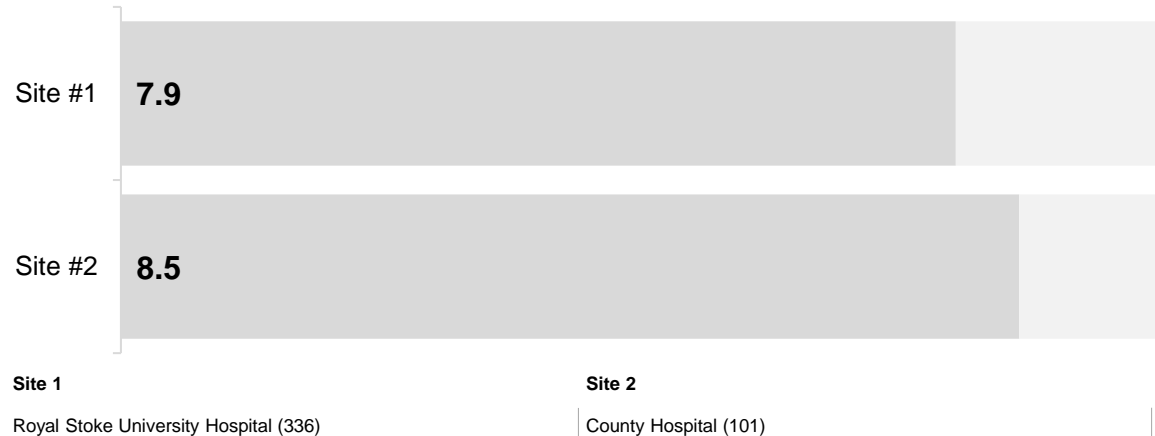 Site #1 7.9
Site #2 8.5
Site 1 Site 2
Royal Stoke University Hospital (336) County Hospital (101)